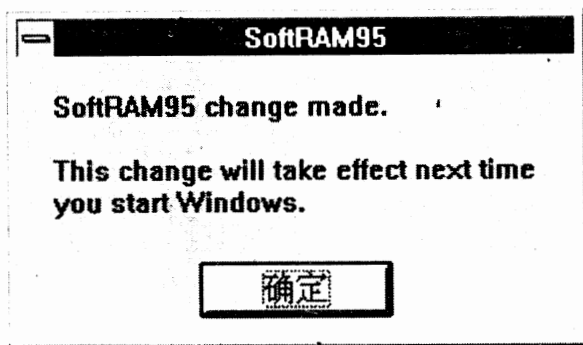 SoftRAM95
SoftRAM95 change made.
This change will take effect next time
you start Windows.
确定